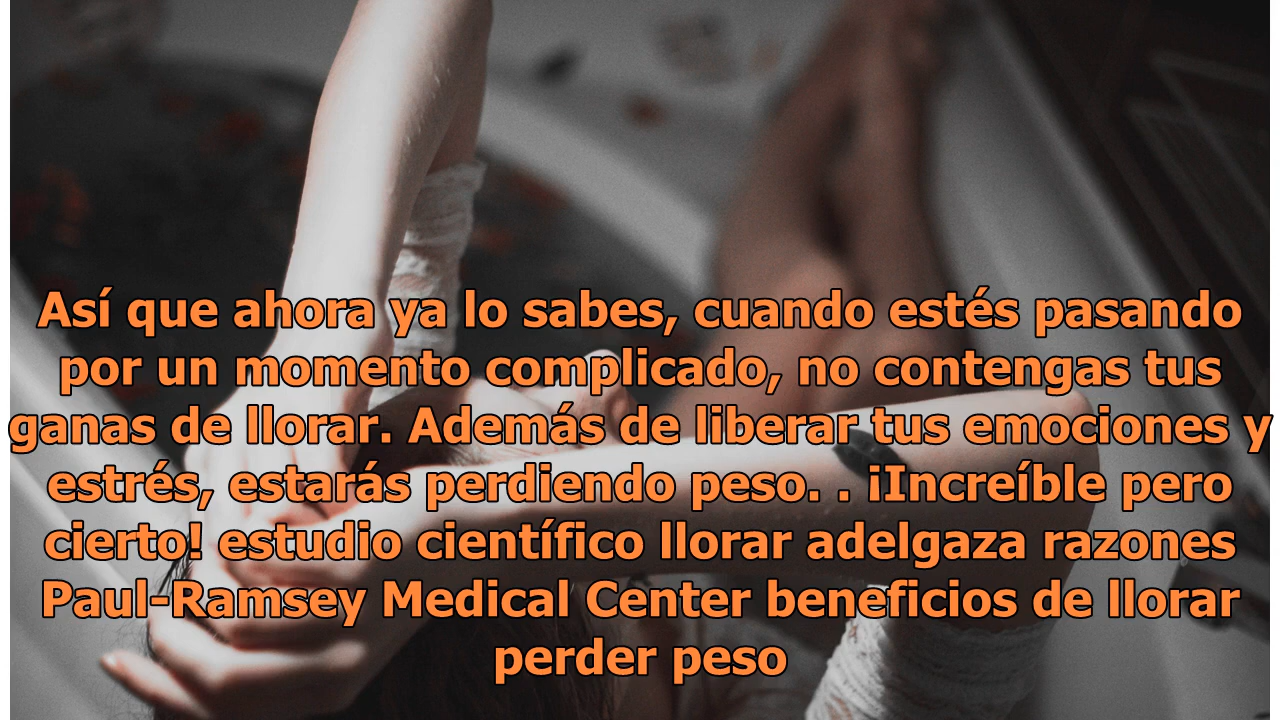 Así que ahora ya lo sabes, cuando estés pasando
por un momento complicado, no contengas tus
ganas de llorar. Además de liberar tus emociones y
estrés, estarás perdiendo peso. . ¡Increíble pero
cierto! estudio científico llorar adelgaza razones
Paul-Ramsey Medical Center beneficios de llorar
perder peso